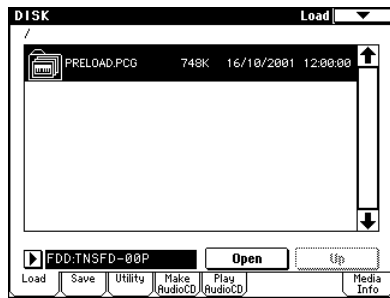 DISK Load
/
PRELOAD.PCG 748K 16/10/2001 12:00:00
FDD:TNSFD-00P Open Up
Load Save Utility Make AudioCD Play AudioCD Media Info